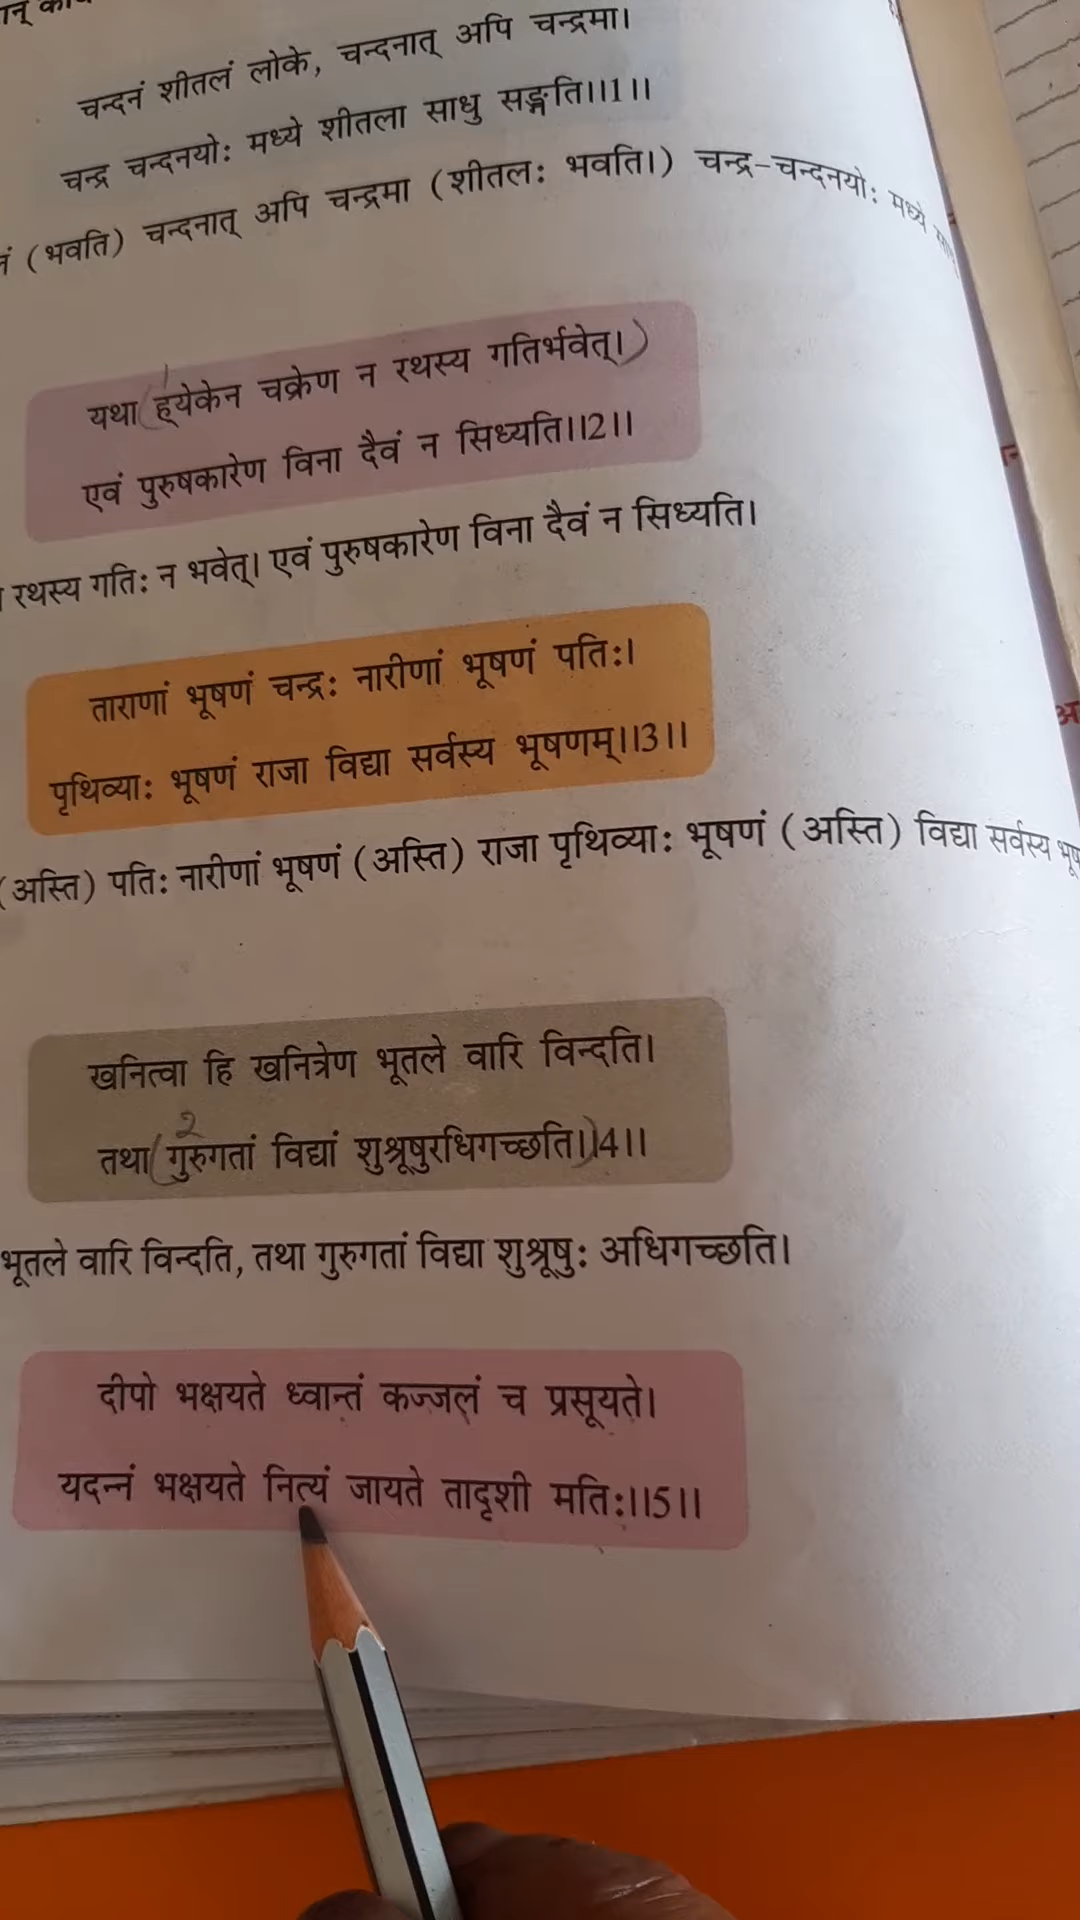 चन्दनं शीतलं लोके, चन्दनात् अपि चन्द्रमा।
चन्द्र चन्दनयोः मध्ये शीतला साधु सङ्गति।।1।।
(भवति) चन्दनात् अपि चन्द्रमा (शीतलः भवति।) चन्द्र-चन्दनयोः मध्ये
यथा ह्येकेन चक्रेण न रथस्य गतिर्भवेत्।
एवं पुरुषकारेण विना दैवं न सिध्यति।।2।।
रथस्य गतिः न भवेत्। एवं पुरुषकारेण विना दैवं न सिध्यति।
ताराणां भूषणं चन्द्रः नारीणां भूषणं पतिः।
पृथिव्याः भूषणं राजा विद्या सर्वस्य भूषणम्।।3।।
(अस्ति) पतिः नारीणां भूषणं (अस्ति) राजा पृथिव्याः भूषणं (अस्ति) विद्या सर्वस्य
खनित्वा हि खनित्रेण भूतले वारि विन्दति।
2
तथा (गुरुगतां विद्यां शुश्रूषुरधिगच्छति।)।4।।
भूतले वारि विन्दति, तथा गुरुगतां विद्या शुश्रूषुः अधिगच्छति।
दीपो भक्षयते ध्वान्तं कज्जलं च प्रसूयते।
यदन्नं भक्षयते नित्यं जायते तादृशी मतिः।।5।।